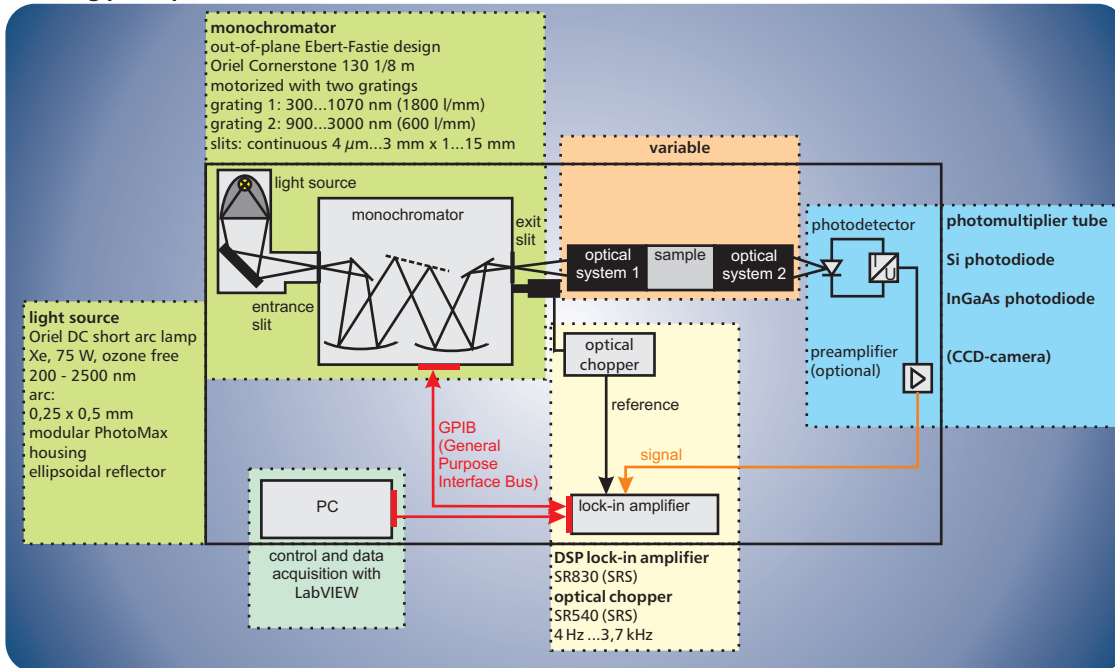 monochromator
out-of-plane Ebert-Fastie design
Oriel Cornerstone 130 1/8 m
motorized with two gratings
grating 1: 300...1070 nm (1800 l/mm)
grating 2: 900...3000 nm (600 l/mm)
slits: continuous 4 µm...3 mm x 1...15 mm
variable
light source
monochromator
exit
slit
entrance
slit
optical
system 1
sample
optical
system 2
photodetector
I
U
preamplifier
(optional)
photomultiplier tube
Si photodiode
InGaAs photodiode
(CCD-camera)
light source
Oriel DC short arc lamp
Xe, 75 W, ozone free
200 - 2500 nm
arc:
0,25 x 0,5 mm
modular PhotoMax
housing
ellipsoidal reflector
optical
chopper
reference
signal
GPIB
(General
Purpose
Interface Bus)
PC
lock-in amplifier
control and data
acquisition with
LabVIEW
DSP lock-in amplifier
SR830 (SRS)
optical chopper
SR540 (SRS)
4 Hz ...3,7 kHz